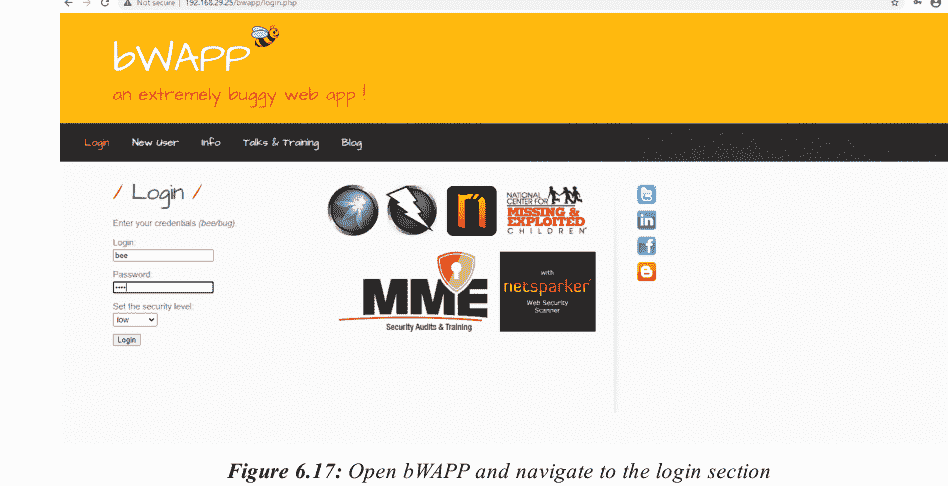 Not secure | 192.168.29.25/bwapp/login.php
bWAPP
an extremely buggy web app !
Login New User Info Talks & Training Blog
/ Login /
Enter your credentials (bee/bug)
Login:
bee
Password:
••••
Set the security level:
low
Login
NATIONAL
CENTER FOR
MISSING &
EXPLOITED
CHILDREN
MME
Security Audits & Training
with
netsparker
Web Security
Scanner
Figure 6.17: Open bWAPP and navigate to the login section